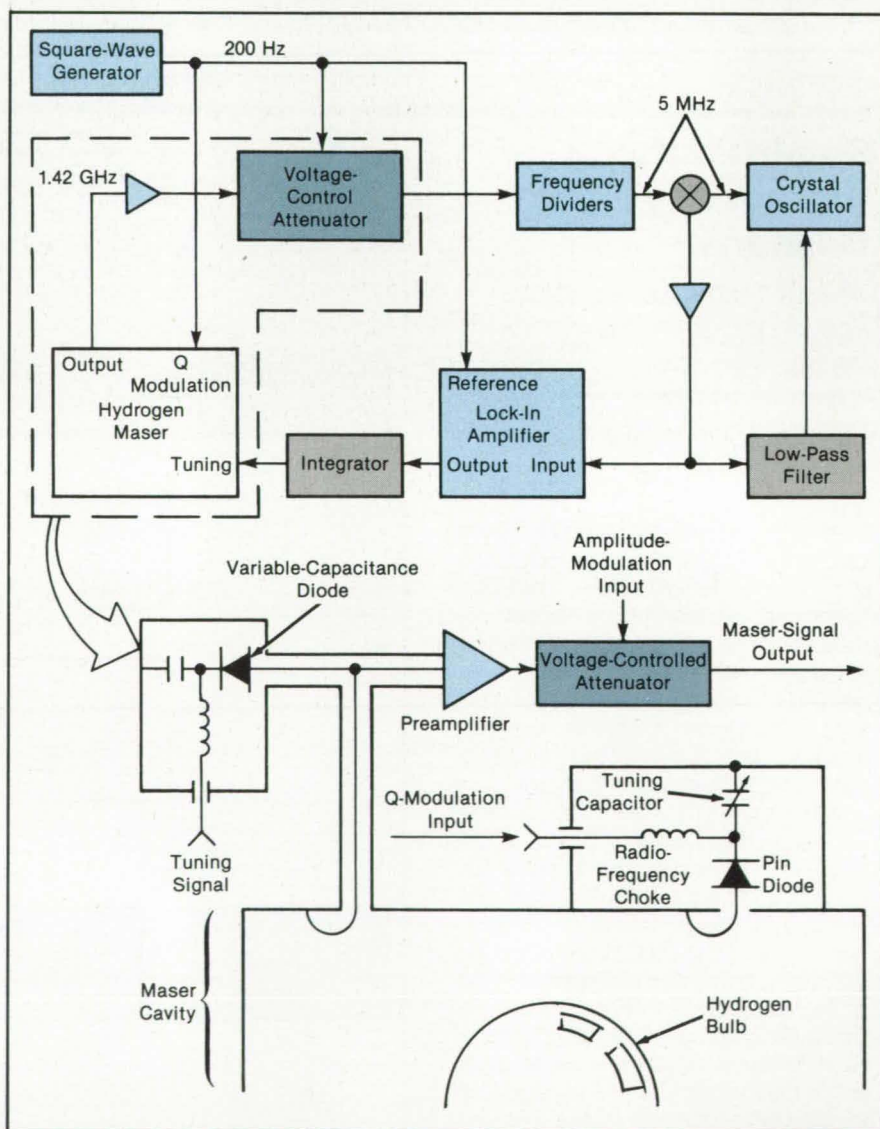 Square-Wave
Generator
200 Hz
5 MHz
1.42 GHz
Voltage-
Control
Attenuator
Frequency
Dividers
Crystal
Oscillator
Output
Q
Modulation
Hydrogen
Maser
Tuning
Integrator
Reference
Lock-In
Amplifier
Output
Input
Low-Pass
Filter
Variable-Capacitance
Diode
Amplitude-
Modulation
Input
Maser-Signal
Output
Voltage-Controlled
Attenuator
Preamplifier
Tuning
Signal
Q-Modulation
Input
Tuning
Capacitor
Radio-
Frequency
Choke
Pin
Diode
Maser
Cavity
Hydrogen
Bulb